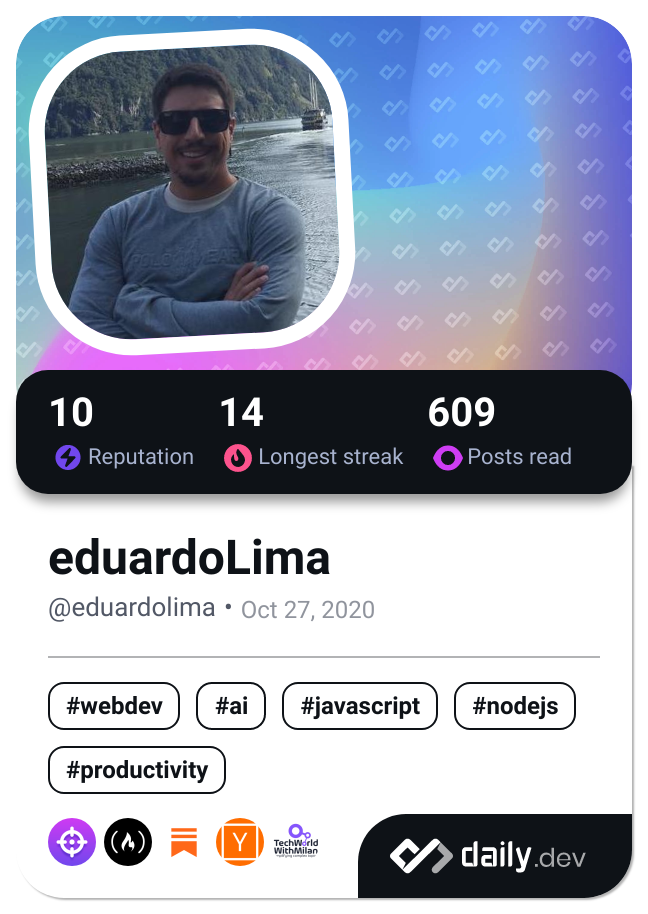 10 14 609
Reputation Longest streak Posts read
eduardoLima
@eduardolima • Oct 27, 2020
#webdev #ai #javascript #nodejs
#productivity
Y
TechWorld
WithMilan
daily.dev